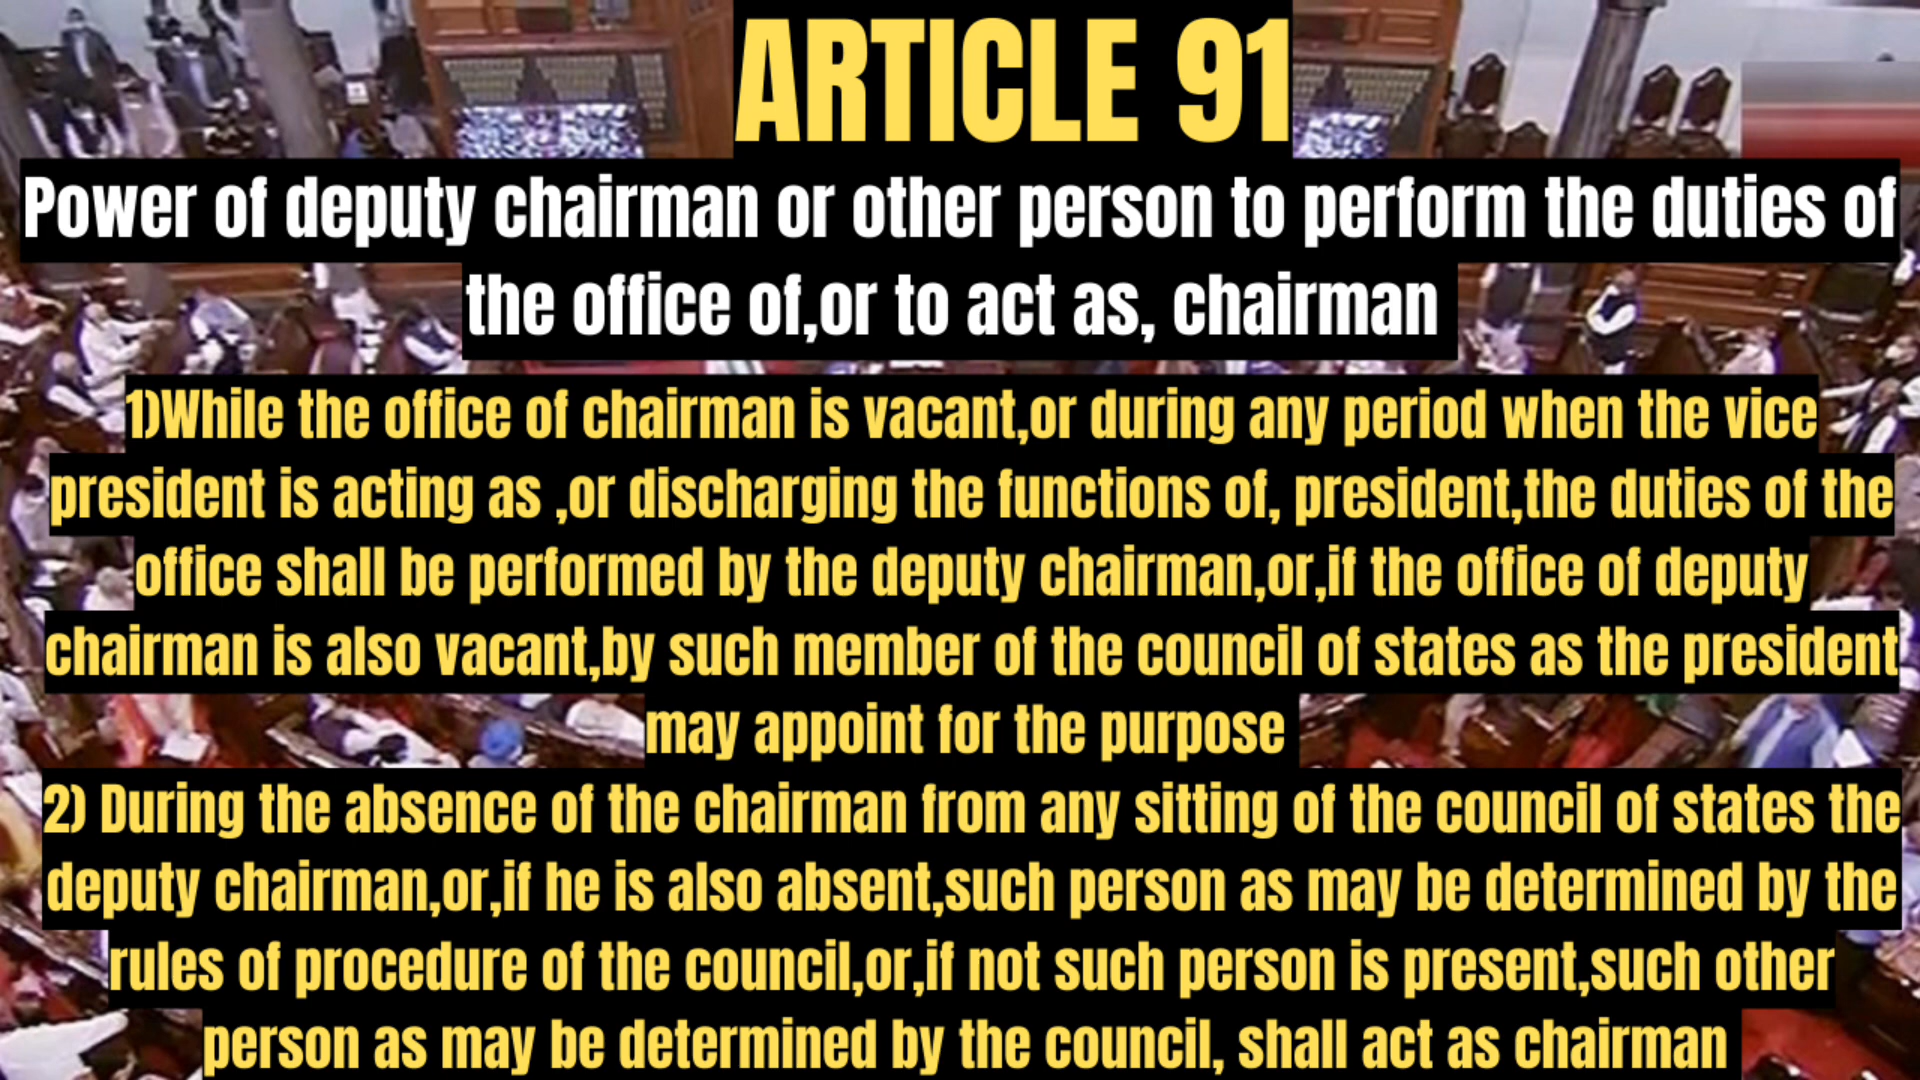 ARTICLE 91
Power of deputy chairman or other person to perform the duties of
the office of,or to act as, chairman
1)While the office of chairman is vacant,or during any period when the vice
president is acting as ,or discharging the functions of, president,the duties of the
office shall be performed by the deputy chairman,or,if the office of deputy
chairman is also vacant,by such member of the council of states as the president
may appoint for the purpose
2) During the absence of the chairman from any sitting of the council of states the
deputy chairman,or,if he is also absent,such person as may be determined by the
rules of procedure of the council,or,if not such person is present,such other
person as may be determined by the council, shall act as chairman